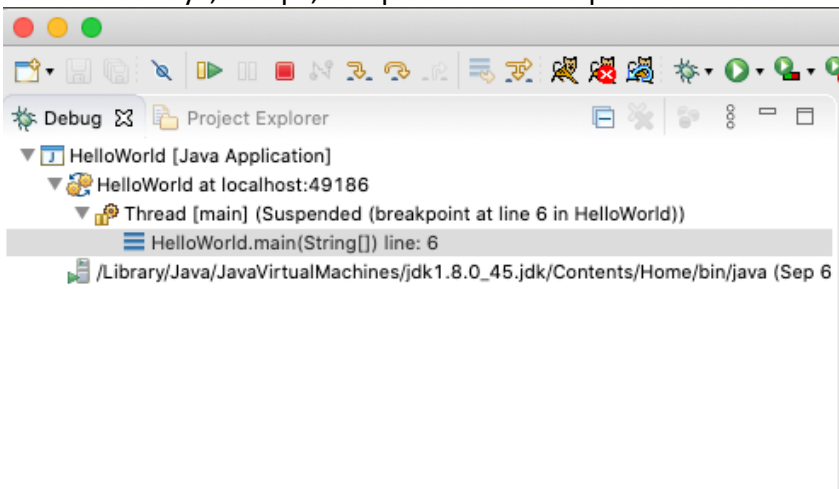 Debug Project Explorer
HelloWorld [Java Application]
HelloWorld at localhost:49186
Thread [main] (Suspended (breakpoint at line 6 in HelloWorld))
HelloWorld.main(String[]) line: 6
/Library/Java/JavaVirtualMachines/jdk1.8.0_45.jdk/Contents/Home/bin/java (Sep 6